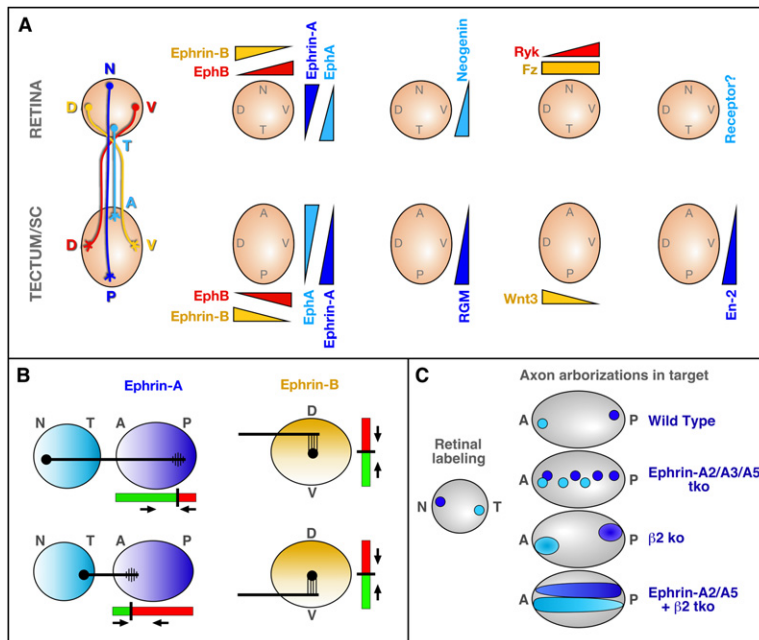 A
RETINA
TECTUM/SC
N
D
V
T
A
D
V
P
Ephrin-B
EphB
Ephrin-A
EphA
N
D
V
T
A
D
V
P
EphB
Ephrin-B
EphA
Ephrin-A
Neogenin
N
D
V
T
A
D
V
P
RGM
Ryk
Fz
N
D
V
T
A
D
V
P
Wnt3
Receptor?
N
D
V
T
A
D
V
P
En-2
B
Ephrin-A
Ephrin-B
N T A P
N T A P
D
V
D
V
C
Axon arborizations in target
Retinal
labeling
N
T
A
P
Wild Type
A
P
Ephrin-A2/A3/A5
tko
A
P
β2 ko
A
P
Ephrin-A2/A5
+ β2 tko